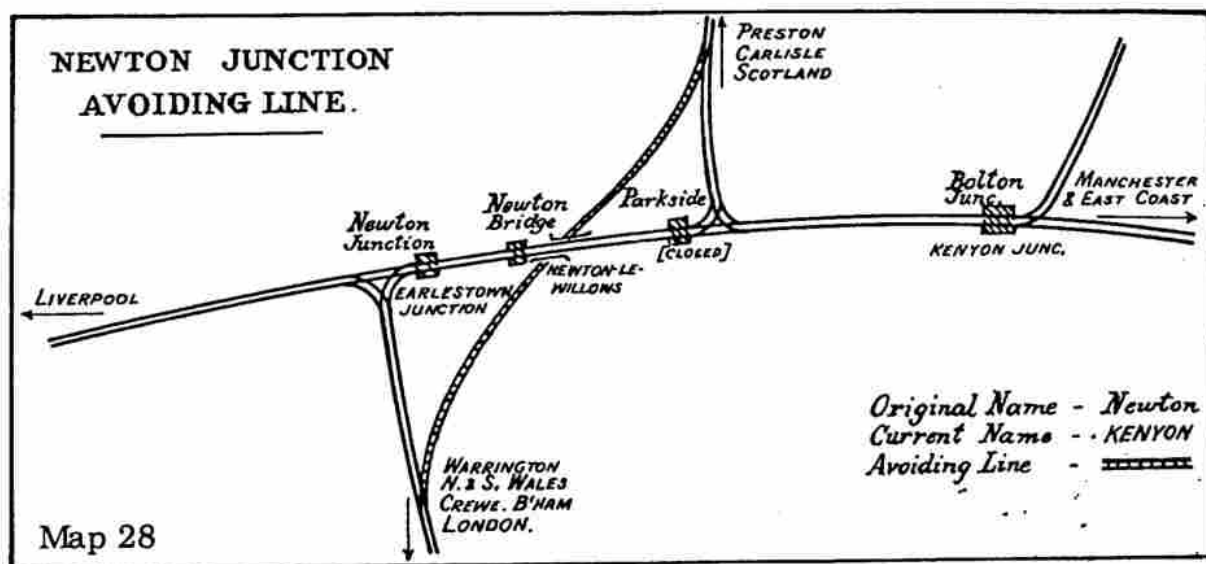 NEWTON JUNCTION
AVOIDING LINE.
PRESTON
CARLISLE
SCOTLAND
Newton
Junction
Newton
Bridge
Parkside
Bolton
Junc.
MANCHESTER
& EAST COAST
[CLOSED]
KENYON JUNC.
NEWTON-LE-
WILLOWS
EARLESTOWN
JUNCTION
LIVERPOOL
Original Name - Newton
Current Name - KENYON
Avoiding Line -
WARRINGTON
N. & S. WALES
CREWE. B'HAM
LONDON.
Map 28